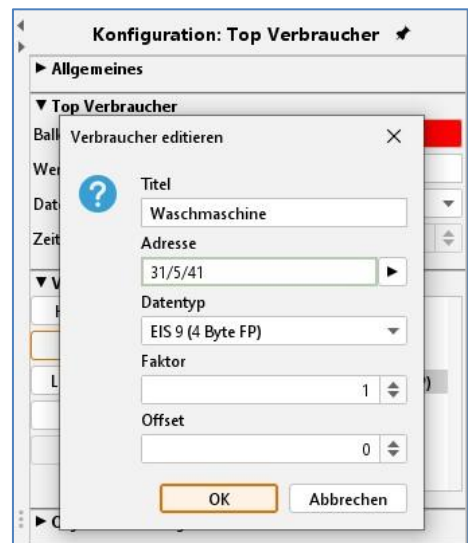 Konfiguration: Top Verbraucher
Allgemeines
Top Verbraucher
Verbraucher editieren
Titel
Waschmaschine
Adresse
31/5/41
Datentyp
EIS 9 (4 Byte FP)
Faktor
1
Offset
0
OK
Abbrechen